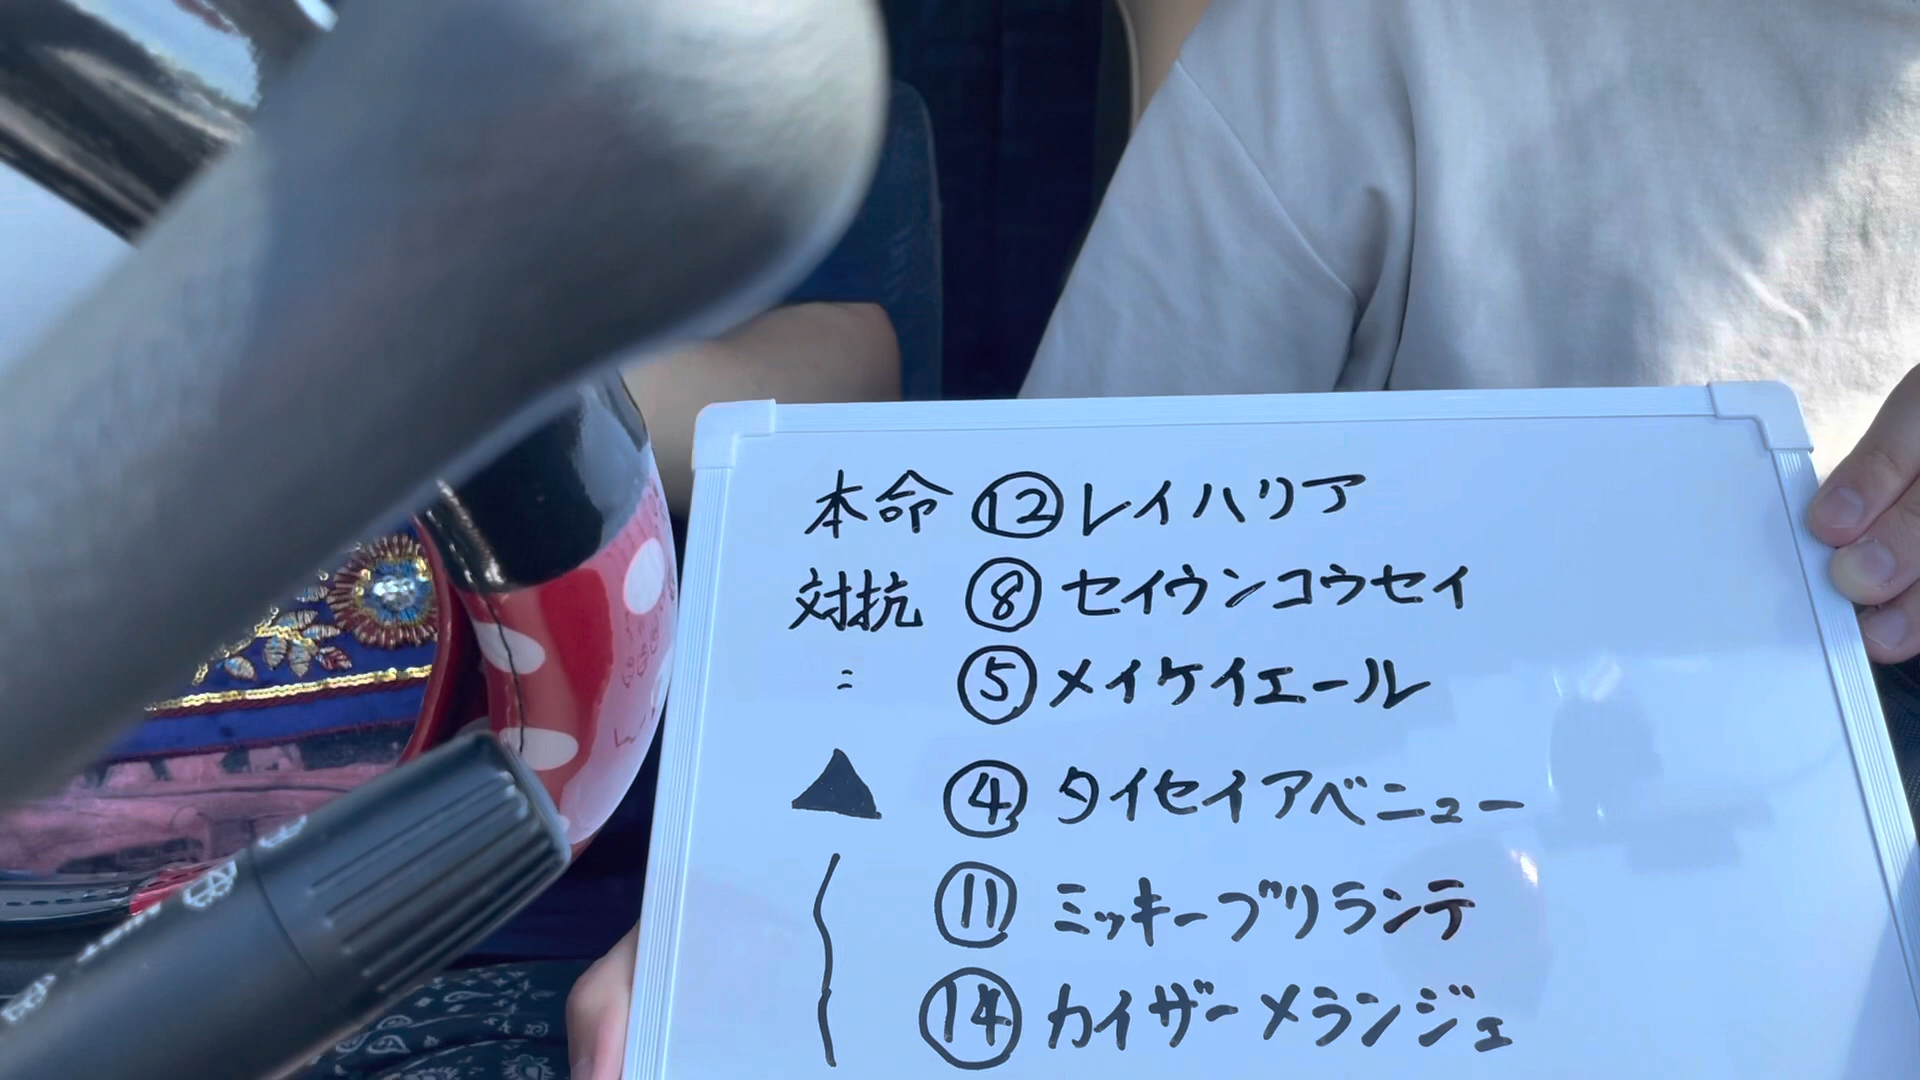 本命 ⑫レイハリア
対抗 ⑧ セイウンコウセイ
〃 ⑤メイケイエール
▲ ④ タイセイアベニュー
⑪ ミッキーブリランテ
⑭ カイザーメランジェ